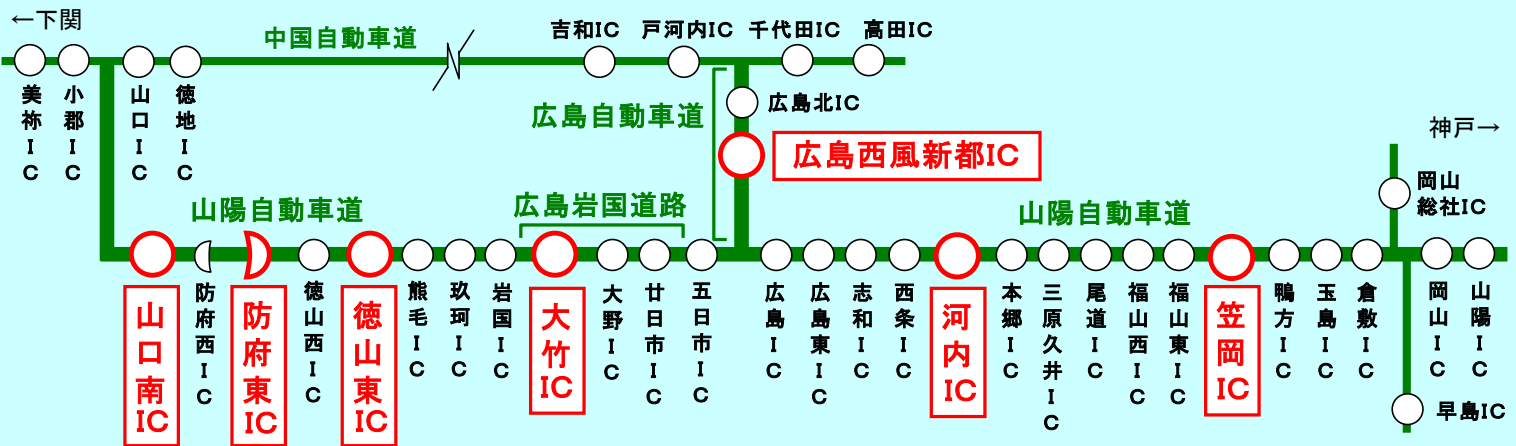 ←下関
中国自動車道
吉和IC
戸河内IC
千代田IC
高田IC
美祢IC
小郡IC
山口IC
徳地IC
広島自動車道
広島北IC
広島西風新都IC
神戸→
岡山
総社IC
山陽自動車道
広島岩国道路
山陽自動車道
山口南IC
防府西IC
防府東IC
徳山西IC
徳山東IC
熊毛IC
玖珂IC
岩国IC
大竹IC
大野IC
廿日市IC
五日市IC
広島IC
広島東IC
志和IC
西条IC
河内IC
本郷IC
三原久井IC
尾道IC
福山西IC
福山東IC
笠岡IC
鴨方IC
玉島IC
倉敷IC
岡山IC
山陽IC
早島IC